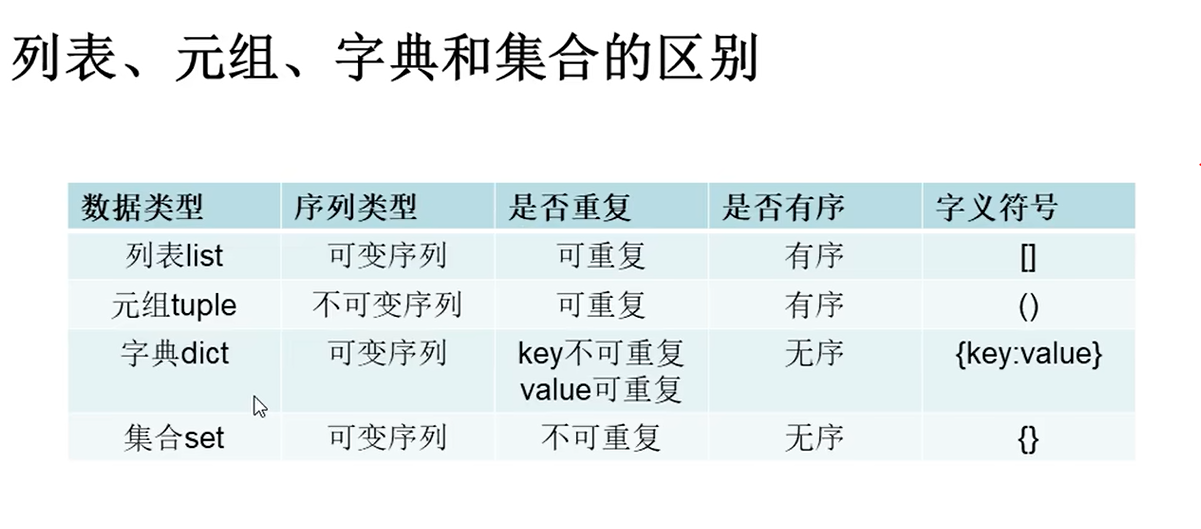 列表、元组、字典和集合的区别
数据类型 序列类型 是否重复 是否有序 字义符号
列表list 可变序列 可重复 有序 []
元组tuple 不可变序列 可重复 有序 ()
字典dict 可变序列 key不可重复 无序 {key:value}
value可重复
集合set 可变序列 不可重复 无序 {}